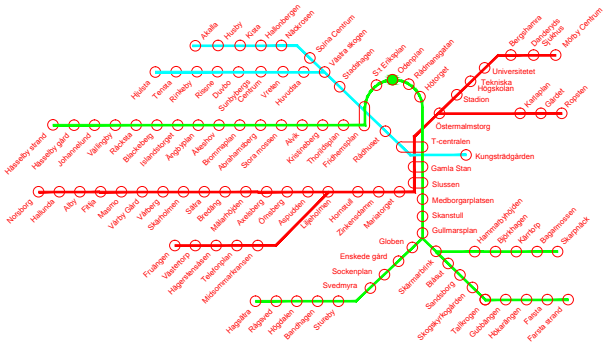 Akalla
Husby
Kista
Hallonbergen
Näckrosen
Solna Centrum
Västra skogen
Stadshagen
Hjulsta
Tensta
Rinkeby
Rissne
Duvbo
Sundbybergs
Centrum
Vreten
Huvudsta
S:t Eriksplan
Odenplan
Rådmansgatan
Hötorget
Bergshamra
Danderyds
Sjukhus
Mörby Centrum
Universitetet
Tekniska
Högskolan
Stadion
Karlaplan
Gärdet
Ropsten
Östermalmstorg
Hässelby strand
Hässelby gård
Johannelund
Vällingby
Råcksta
Blackeberg
Islandstorget
Ängbyplan
Åkeshov
Brommaplan
Abrahamsberg
Stora mossen
Alvik
Kristineberg
Thorildsplan
Fridhemsplan
Rådhuset
T-centralen
Kungsträdgården
Gamla Stan
Slussen
Medborgarplatsen
Skanstull
Gullmarsplan
Norsborg
Hallunda
Alby
Fittja
Masmo
Vårby Gård
Vårberg
Skärholmen
Sätra
Bredäng
Mälarhöjden
Axelsberg
Örnsberg
Aspudden
Liljeholmen
Hornstull
Zinkensdamm
Mariatorget
Fruängen
Västertorp
Hägerstensåsen
Telefonplan
Midsommarkransen
Globen
Enskede gård
Sockenplan
Svedmyra
Stureby
Bandhagen
Högdalen
Rågsved
Hagsätra
Skärmarbrink
Hammarbyhöjden
Björkhagen
Kärrtorp
Bagarmossen
Skarpnäck
Blåsut
Sandsborg
Skogskyrkogården
Tallkrogen
Gubbängen
Hökarängen
Farsta
Farsta strand